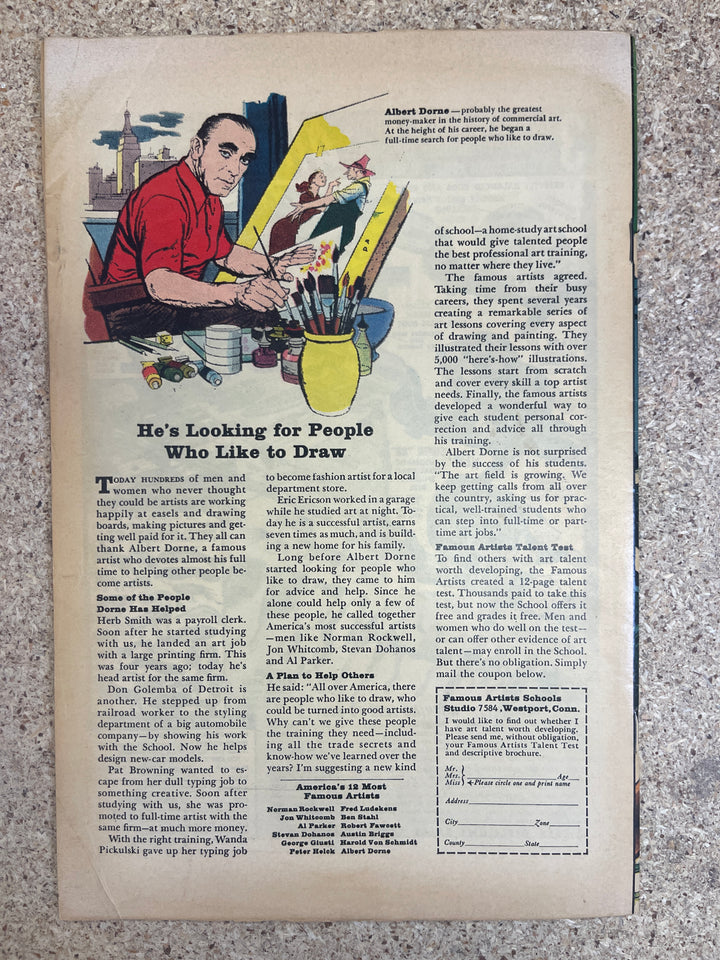 Albert Dorne — probably the greatest
money-maker in the history of commercial art.
At the height of his career, he began a
full-time search for people who like to draw.
He's Looking for People
Who Like to Draw
TODAY HUNDREDS of men and
women who never thought
they could be artists are working
happily at easels and drawing
boards, making pictures and get-
ting well paid for it. They all can
thank Albert Dorne, a famous
artist who devotes almost his full
time to helping other people be-
come artists.
Some of the People
Dorne Has Helped
Herb Smith was a payroll clerk.
Soon after he started studying
with us, he landed an art job
with a large printing firm. This
was four years ago; today he's
head artist for the same firm.
Don Golemba of Detroit is
another. He stepped up from
railroad worker to the styling
department of a big automobile
company—by showing his work
with the School. Now he helps
design new-car models.
Pat Browning wanted to es-
cape from her dull typing job to
something creative. Soon after
studying with us, she was pro-
moted to full-time artist with the
same firm—at much more money.
With the right training, Wanda
Pickulski gave up her typing job
to become fashion artist for a local
department store.
Eric Ericson worked in a garage
while he studied art at night. To-
day he is a successful artist, earns
seven times as much, and is build-
ing a new home for his family.
Long before Albert Dorne
started looking for people who
like to draw, they came to him
for advice and help. Since he
alone could help only a few of
these people, he called together
America's most successful artists
—men like Norman Rockwell,
Jon Whitcomb, Stevan Dohanos
and Al Parker.
A Plan to Help Others
He said: "All over America, there
are people who like to draw, who
could be turned into good artists.
Why can't we give these people
the training they need—includ-
ing all the trade secrets and
know-how we've learned over the
years? I'm suggesting a new kind
America's 12 Most
Famous Artists
Norman Rockwell Fred Ludekens
Jon Whitcomb Ben Stahl
Al Parker Robert Fawcett
Stevan Dohanos Austin Briggs
George Giusti Harold Von Schmidt
Peter Helck Albert Dorne
of school—a home-study art school
that would give talented people
the best professional art training,
no matter where they live."
The famous artists agreed.
Taking time from their busy
careers, they spent several years
creating a remarkable series of
art lessons covering every aspect
of drawing and painting. They
illustrated their lessons with over
5,000 "here's-how" illustrations.
The lessons start from scratch
and cover every skill a top artist
needs. Finally, the famous artists
developed a wonderful way to
give each student personal cor-
rection and advice all through
his training.
Albert Dorne is not surprised
by the success of his students.
"The art field is growing. We
keep getting calls from all over
the country, asking us for prac-
tical, well-trained students who
can step into full-time or part-
time art jobs."
Famous Artists Talent Test
To find others with art talent
worth developing, the Famous
Artists created a 12-page talent
test. Thousands paid to take this
test, but now the School offers it
free and grades it free. Men and
women who do well on the test—
or can offer other evidence of art
talent—may enroll in the School.
But there's no obligation. Simply
mail the coupon below.
Famous Artists Schools
Studio 7584, Westport, Conn.
I would like to find out whether I
have art talent worth developing.
Please send me, without obligation,
your Famous Artists Talent Test
and descriptive brochure.
Mr.
Mrs. Age
Miss Please circle one and print name
Address
City Zone
County State